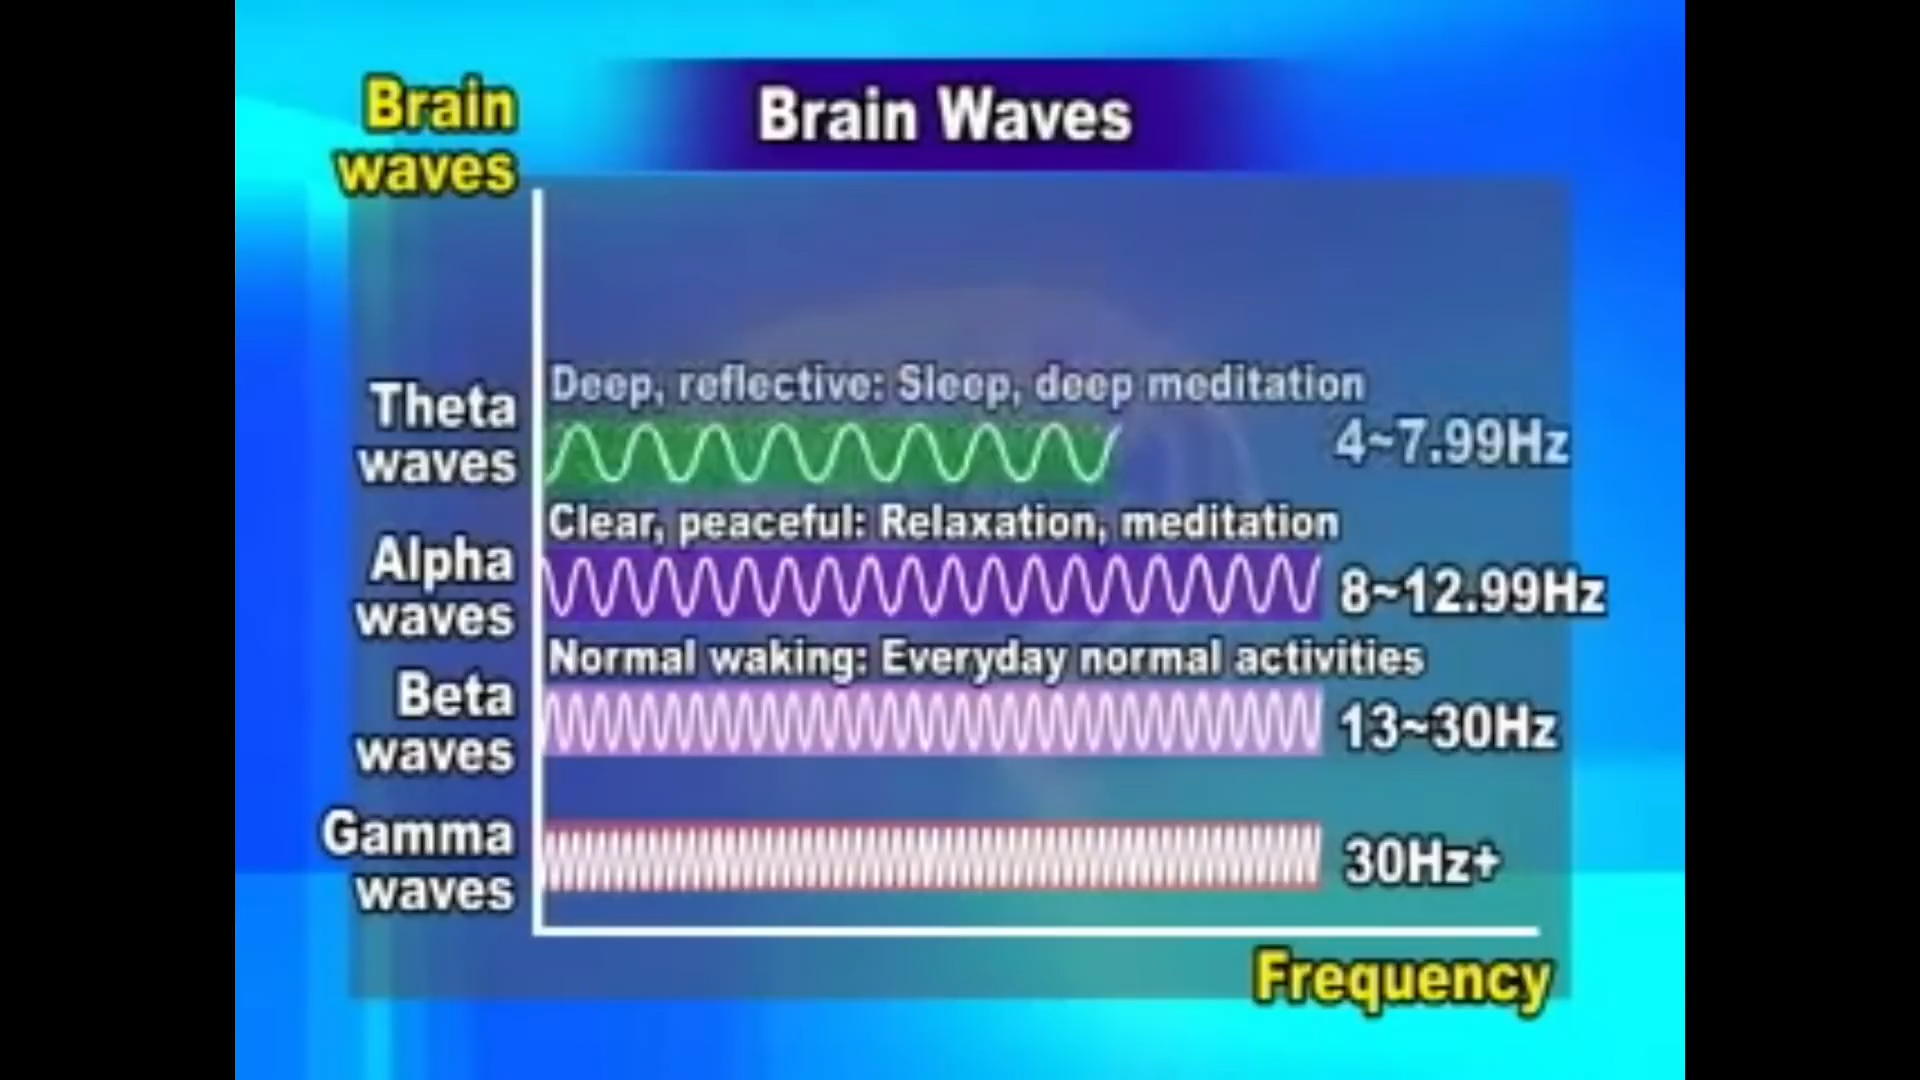 Brain
waves
Brain Waves
Theta
waves
Deep, reflective: Sleep, deep meditation
4~7.99Hz
Alpha
waves
Clear, peaceful: Relaxation, meditation
8~12.99Hz
Beta
waves
Normal waking: Everyday normal activities
13~30Hz
Gamma
waves
30Hz+
Frequency